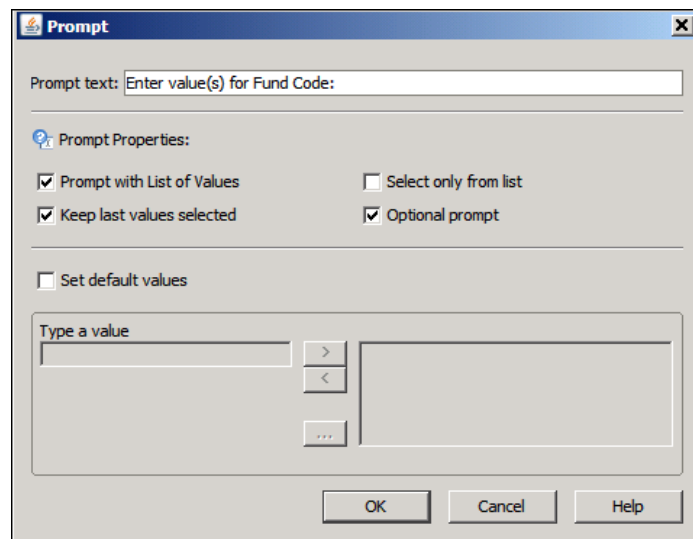 Prompt
Prompt text: Enter value(s) for Fund Code:
Prompt Properties:
Prompt with List of Values Select only from list
Keep last values selected Optional prompt
Set default values
Type a value
>
<
...
OK Cancel Help